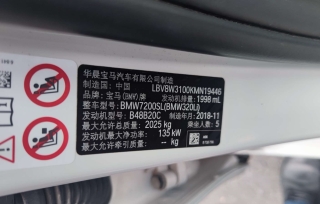 华晨宝马汽车有限公司制造
制造国：中国 LBV8W3100KMN19446
品牌：宝马(BMW) 发动机排量：1998 mL
整车型号：BMW7200SL(BMW320Li)
发动机型号：B48B20C 制造年月：2018-11
最大允许总质量：2025 kg 乘坐人数：5
发动机最大净功率：135 kW
最大允许牵引总质量：－ kg